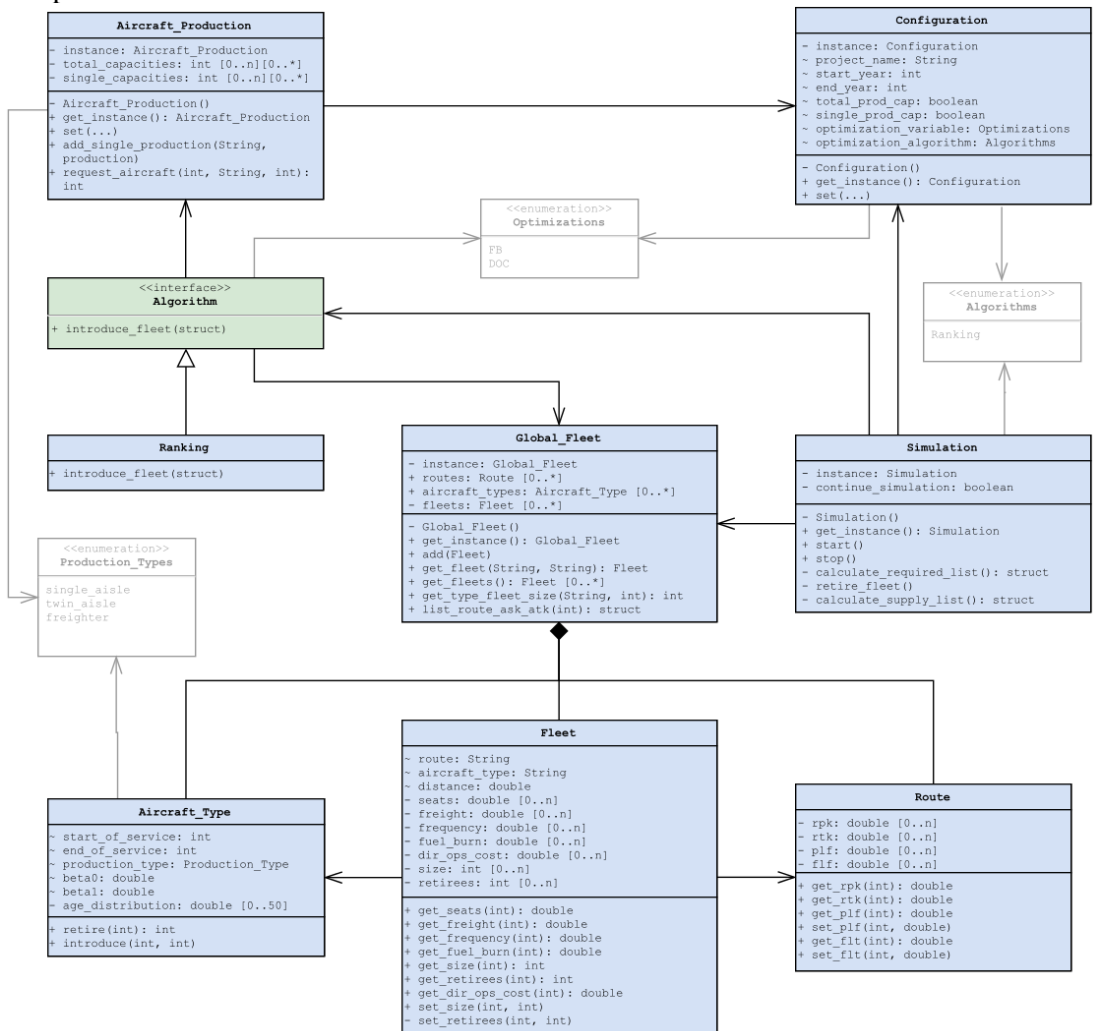 Aircraft_Production
- instance: Aircraft_Production
- total_capacities: int [0..n][0..*]
- single_capacities: int [0..n][0..*]
- Aircraft_Production()
+ get_instance(): Aircraft_Production
+ set(...)
+ add_single_production(String,
production)
+ request_aircraft(int, String, int):
int
Configuration
- instance: Configuration
~ project_name: String
~ start_year: int
~ end_year: int
~ total_prod_cap: boolean
~ single_prod_cap: boolean
~ optimization_variable: Optimizations
~ optimization_algorithm: Algorithms
- Configuration()
+ get_instance(): Configuration
+ set(...)
<<enumeration>>
Optimizations
FB
DOC
<<interface>>
Algorithm
+ introduce_fleet(struct)
<<enumeration>>
Algorithms
Ranking
Ranking
+ introduce_fleet(struct)
Global_Fleet
- instance: Global_Fleet
+ routes: Route [0..*]
+ aircraft_types: Aircraft_Type [0..*]
- fleets: Fleet [0..*]
- Global_Fleet()
+ get_instance(): Global_Fleet
+ add(Fleet)
+ get_fleet(String, String): Fleet
+ get_fleets(): Fleet [0..*]
+ get_type_fleet_size(String, int): int
+ list_route_ask_atk(int): struct
Simulation
- instance: Simulation
- continue_simulation: boolean
- Simulation()
+ get_instance(): Simulation
+ start()
+ stop()
- calculate_required_list(): struct
- retire_fleet()
- calculate_supply_list(): struct
<<enumeration>>
Production_Types
single_aisle
twin_aisle
freighter
Aircraft_Type
~ start_of_service: int
~ end_of_service: int
~ production_type: Production_Type
~ beta0: double
~ beta1: double
- age_distribution: double [0..50]
+ retire(int): int
+ introduce(int, int)
Fleet
~ route: String
~ aircraft_type: String
~ distance: double
- seats: double [0..n]
- freight: double [0..n]
- frequency: double [0..n]
- fuel_burn: double [0..n]
- dir_ops_cost: double [0..n]
- size: int [0..n]
- retirees: int [0..n]
+ get_seats(int): double
+ get_freight(int): double
+ get_frequency(int): double
+ get_fuel_burn(int): double
+ get_size(int): int
+ get_retirees(int): int
+ get_dir_ops_cost(int): double
+ set_size(int, int)
- set_retirees(int, int)
Route
- rpk: double [0..n]
- rtk: double [0..n]
- plf: double [0..n]
- flf: double [0..n]
+ get_rpk(int): double
+ get_rtk(int): double
+ get_plf(int): double
+ set_plf(int, double)
+ get_flt(int): double
+ set_flt(int, double)